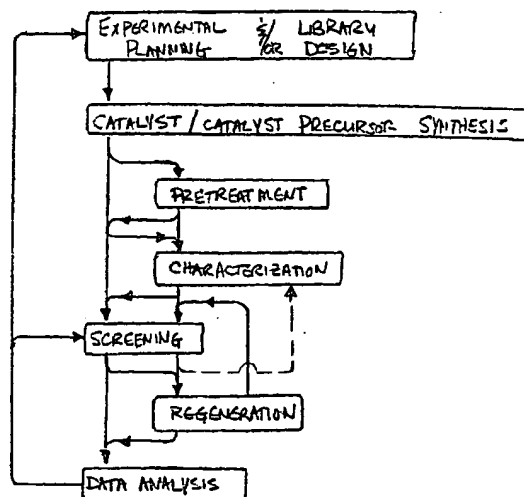 EXPERIMENTAL &/OR LIBRARY
PLANNING DESIGN
CATALYST / CATALYST PRECURSOR SYNTHESIS
PRETREATMENT
CHARACTERIZATION
SCREENING
REGENERATION
DATA ANALYSIS